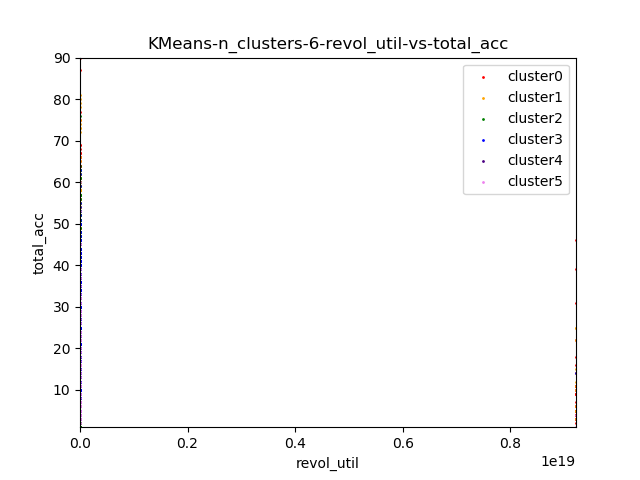 KMeans-n_clusters-6-revol_util-vs-total_acc
90
80
70
60
50
40
30
20
10
total_acc
cluster0
cluster1
cluster2
cluster3
cluster4
cluster5
0.0 0.2 0.4 0.6 0.8
1e19
revol_util